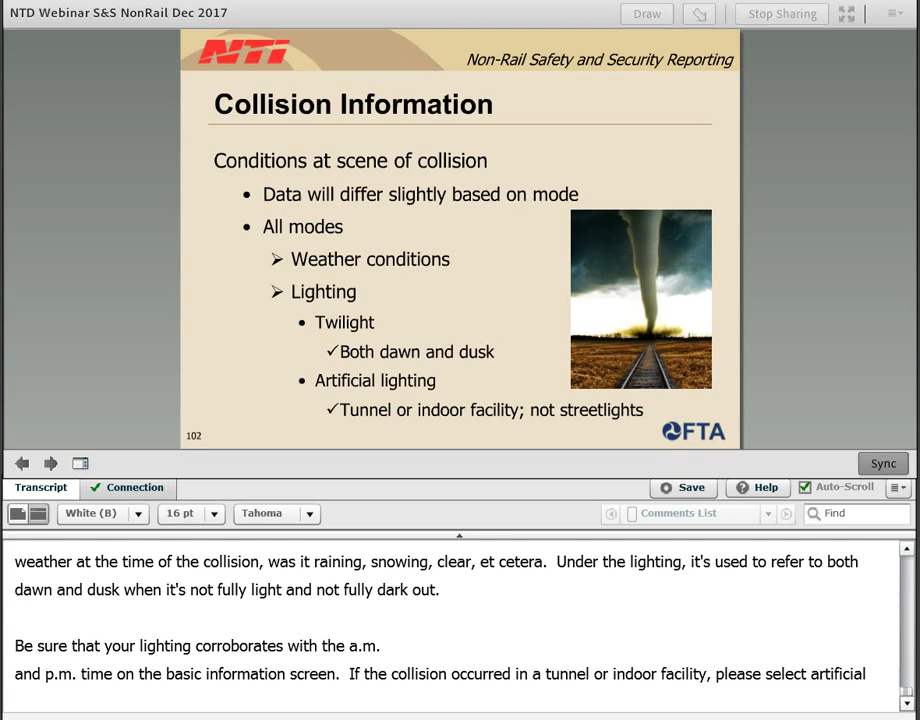 NTD Webinar S&S NonRail Dec 2017
Draw
Stop Sharing
NTI
Non-Rail Safety and Security Reporting
Collision Information
Conditions at scene of collision
• Data will differ slightly based on mode
• All modes
➢ Weather conditions
➢ Lighting
• Twilight
✓Both dawn and dusk
• Artificial lighting
✓Tunnel or indoor facility; not streetlights
102
FTA
Sync
Transcript
Connection
Save
Help
Auto-Scroll
White (B)
16 pt
Tahoma
Comments List
Find
weather at the time of the collision, was it raining, snowing, clear, et cetera.  Under the lighting, it's used to refer to both
dawn and dusk when it's not fully light and not fully dark out.
Be sure that your lighting corroborates with the a.m.
and p.m. time on the basic information screen.  If the collision occurred in a tunnel or indoor facility, please select artificial